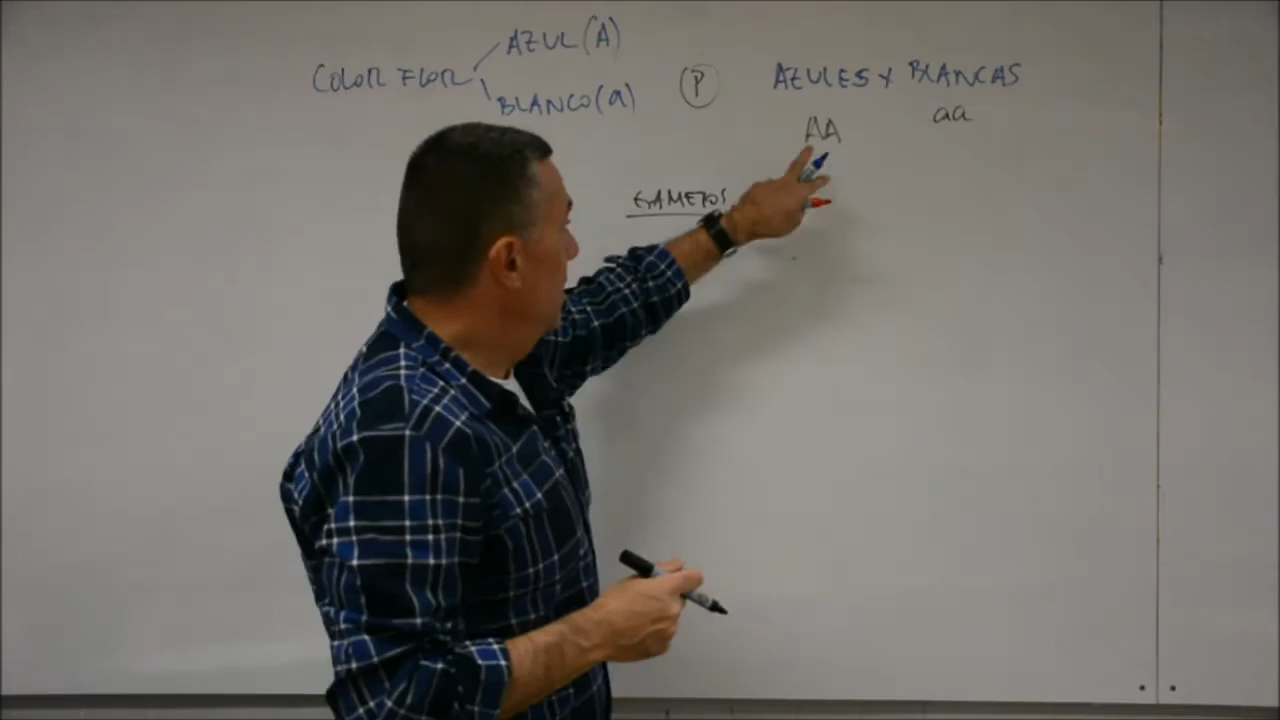 AZUL (A)
COLOR FLOR
BLANCO (a)
P
AZULES X BLANCAS
AA
aa
GAMETOS